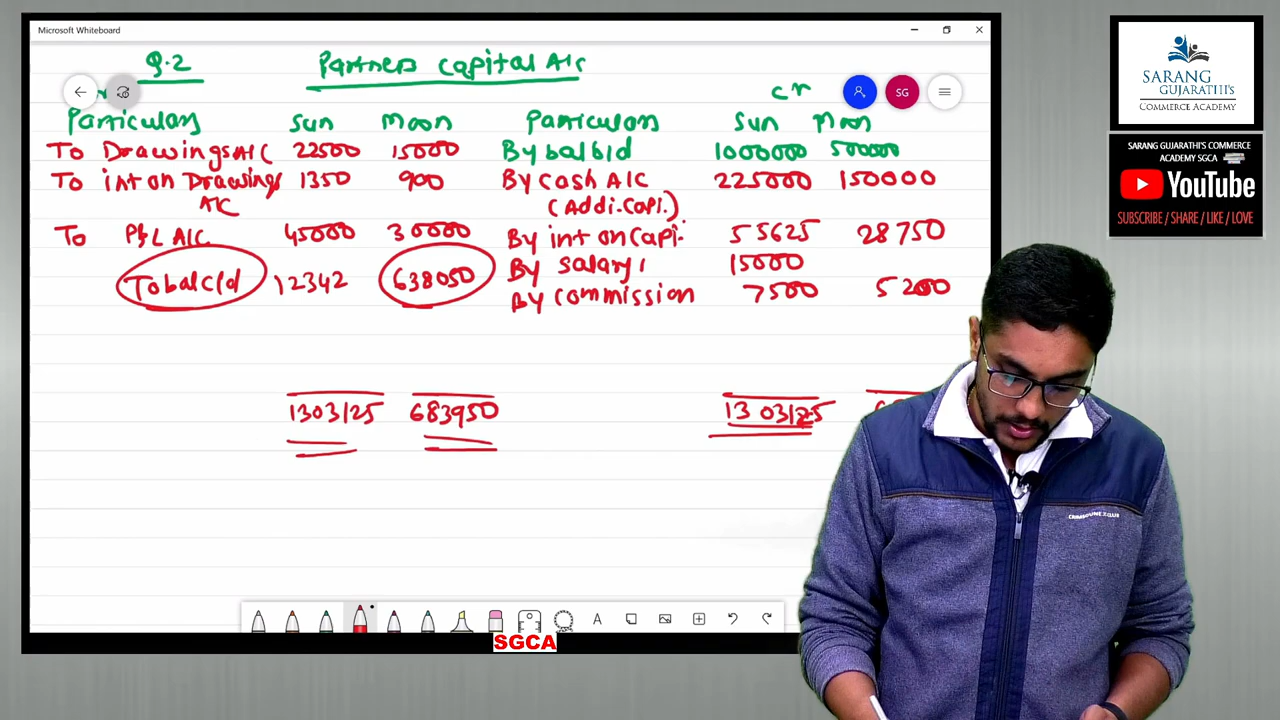 Microsoft Whiteboard
Q.2 Partners Capital A/c
Cr
Particulars Sun Moon Particulars Sun Moon
To Drawings A/C 22500 15000 By bal b/d 1000000 500000
To int on Drawings A/C 1350 900 By Cash A/C 225000 150000
(Addi. Capi.)
To P&L A/C 45000 30000 By int on Capi. 55625 28750
To bal C/d 12342 638050 By salary 15000
By Commission 7500 5200
1303125 683950 1303125
SG
A
SGCA
SARANG
GUJARATHI'S
COMMERCE ACADEMY
SARANG GUJARATHI'S COMMERCE
ACADEMY SGCA
YouTube
SUBSCRIBE / SHARE / LIKE / LOVE